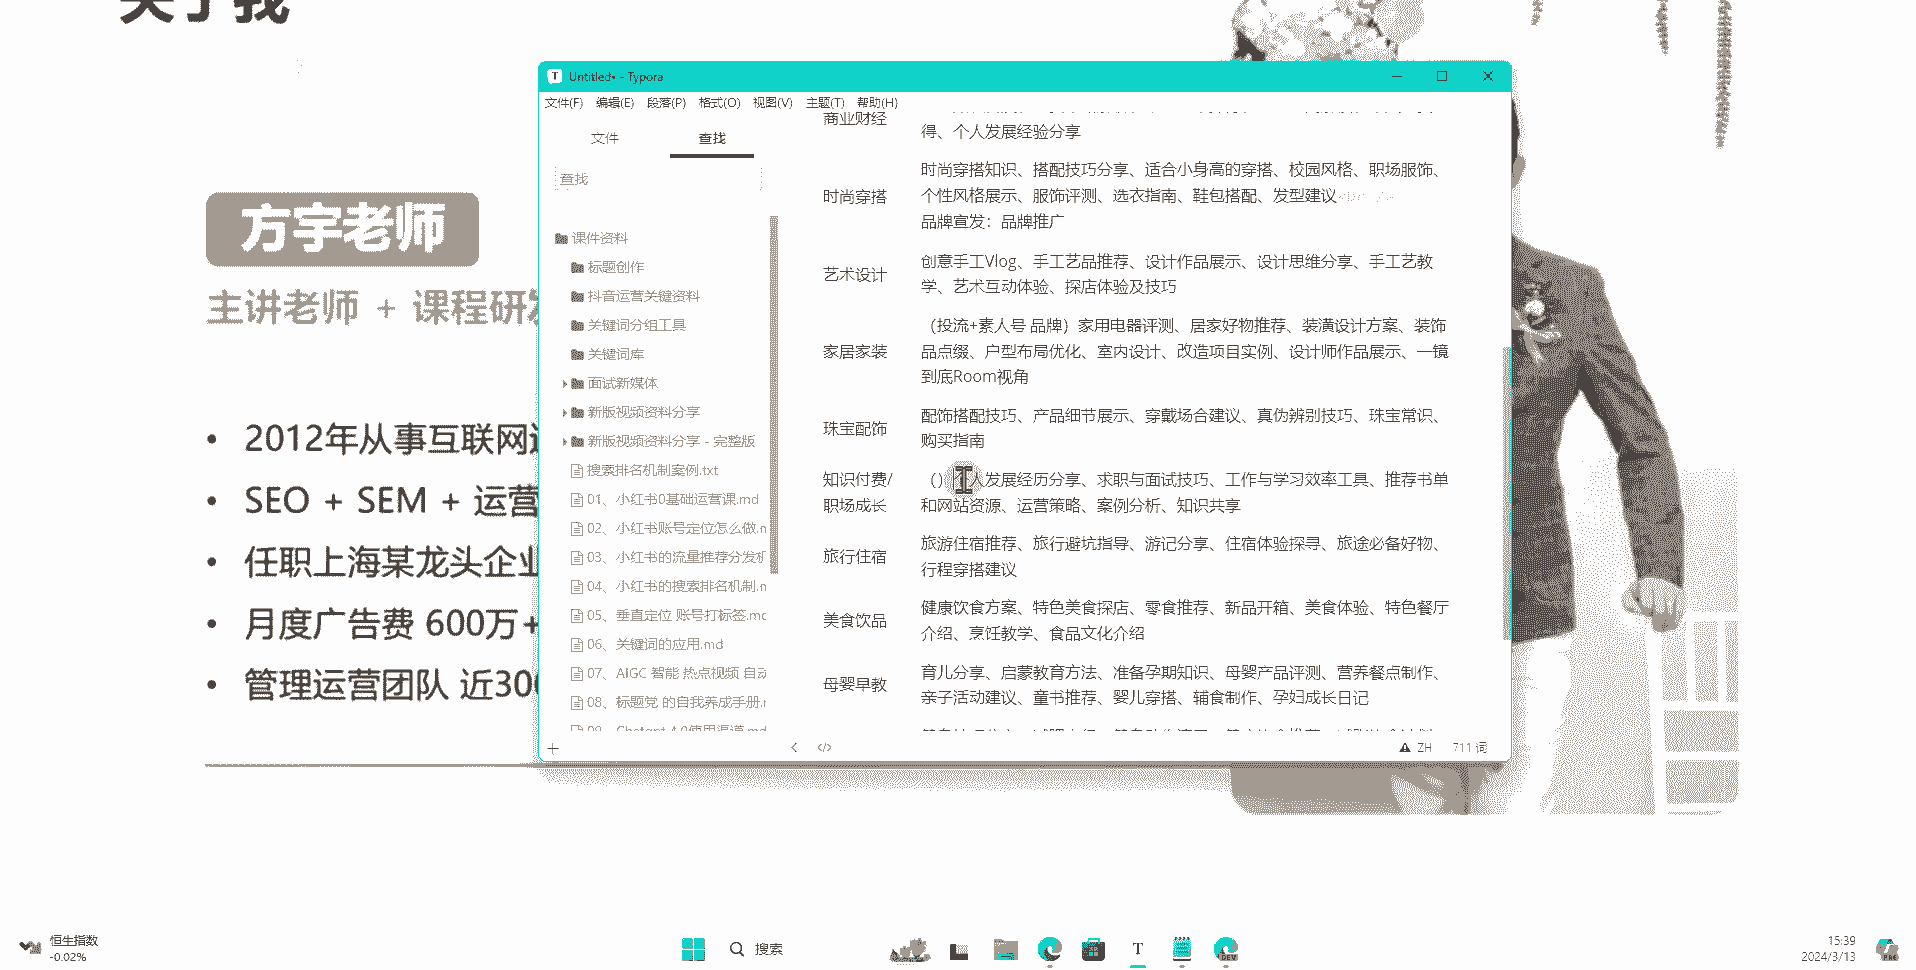 关于我
方宇老师
主讲老师 + 课程研发
2012年从事互联网
SEO + SEM + 运营
任职上海某龙头企业
月度广告费 600万+
管理运营团队 近300
Untitled• - Typora
文件(F) 编辑(E) 段落(P) 格式(O) 视图(V) 主题(T) 帮助(H)
文件 查找
查找
课件资料
标题创作
抖音运营关键资料
关键词分组工具
关键词库
面试新媒体
新版视频资料分享
新版视频资料分享 - 完整版
搜索排名机制案例.txt
01、小红书0基础运营课.md
02、小红书账号定位怎么做.m
03、小红书的流量推荐分发机
04、小红书的搜索排名机制.m
05、垂直定位 账号打标签.mc
06、关键词的应用.md
07、AIGC 智能 热点视频 自动
08、标题党 的自我养成手册.r
09、Chatgpt 4.0使用渠道.md
商业财经
得、个人发展经验分享
时尚穿搭
时尚穿搭知识、搭配技巧分享、适合小身高的穿搭、校园风格、职场服饰、
个性风格展示、服饰评测、选衣指南、鞋包搭配、发型建议
品牌宣发：品牌推广
艺术设计
创意手工Vlog、手工艺品推荐、设计作品展示、设计思维分享、手工艺教
学、艺术互动体验、探店体验及技巧
家居家装
（投流+素人号 品牌）家用电器评测、居家好物推荐、装潢设计方案、装饰
品点缀、户型布局优化、室内设计、改造项目实例、设计师作品展示、一镜
到底Room视角
珠宝配饰
配饰搭配技巧、产品细节展示、穿戴场合建议、真伪辨别技巧、珠宝常识、
购买指南
知识付费/
职场成长
（）个人发展经历分享、求职与面试技巧、工作与学习效率工具、推荐书单
和网站资源、运营策略、案例分析、知识共享
旅行住宿
旅游住宿推荐、旅行避坑指导、游记分享、住宿体验探寻、旅途必备好物、
行程穿搭建议
美食饮品
健康饮食方案、特色美食探店、零食推荐、新品开箱、美食体验、特色餐厅
介绍、烹饪教学、食品文化介绍
母婴早教
育儿分享、启蒙教育方法、准备孕期知识、母婴产品评测、营养餐点制作、
亲子活动建议、童书推荐、婴儿穿搭、辅食制作、孕妇成长日记
ZH 711 词
恒生指数
-0.02%
搜索
15:39
2024/3/13